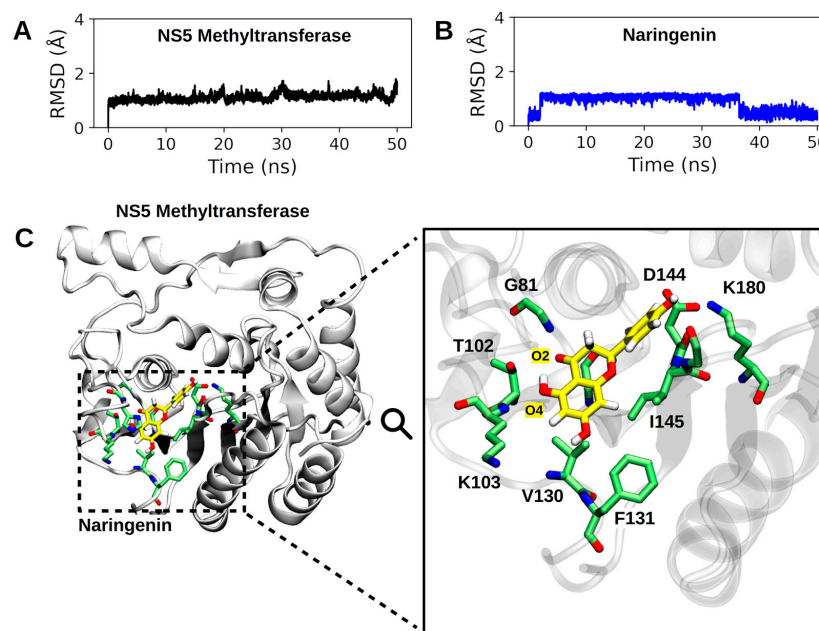 A
NS5 Methyltransferase
RMSD (Å)
4
2
0
0
10
20
30
40
50
Time (ns)
B
Naringenin
RMSD (Å)
4
2
0
0
10
20
30
40
50
Time (ns)
C
NS5 Methyltransferase
Naringenin
G81
D144
K180
T102
O2
O4
I145
K103
V130
F131